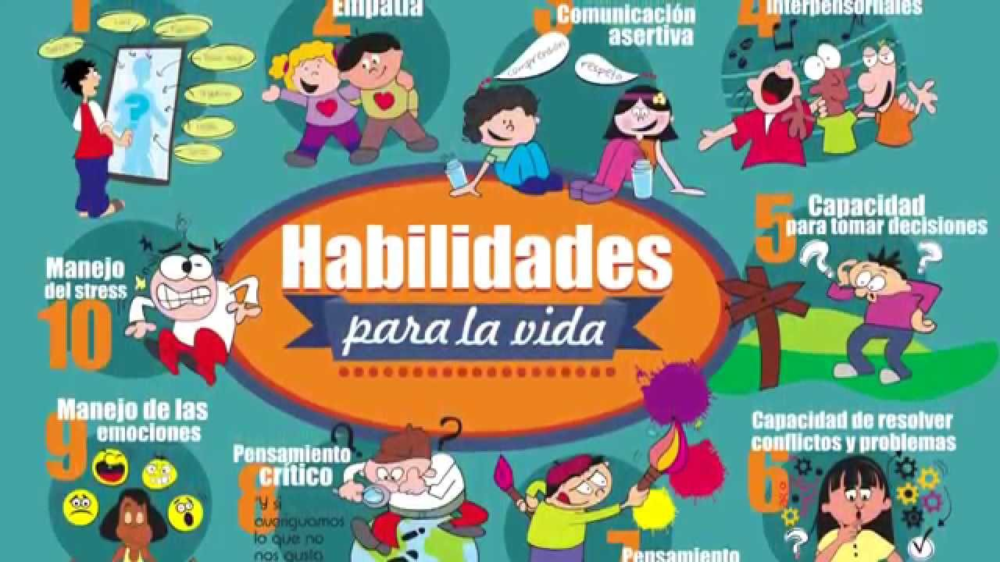 1
2
Empatía
3
Comunicación
asertiva
4
Interpensornales
comprensión
respeto
?
Habilidades
para la vida
5
Capacidad
para tomar decisiones
? ?
Capacidad de resolver
conflictos y problemas
6
?
7
Pensamiento
Pensamiento
crítico
8
? ?
"Y si
averiguamos
lo que no
nos gusta
Manejo de las
emociones
9
Manejo
del stress
10